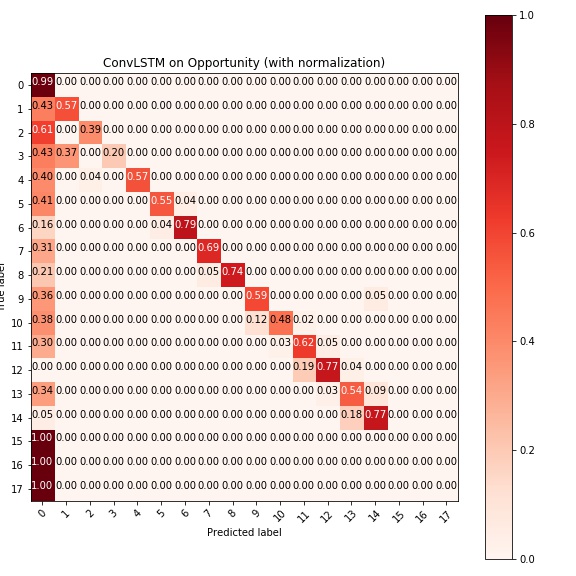 ConvLSTM on Opportunity (with normalization)
0 0.99 0.00 0.00 0.00 0.00 0.00 0.00 0.00 0.00 0.00 0.00 0.00 0.00 0.00 0.00 0.00 0.00 0.00
1 0.43 0.57 0.00 0.00 0.00 0.00 0.00 0.00 0.00 0.00 0.00 0.00 0.00 0.00 0.00 0.00 0.00 0.00
2 0.61 0.00 0.39 0.00 0.00 0.00 0.00 0.00 0.00 0.00 0.00 0.00 0.00 0.00 0.00 0.00 0.00 0.00
3 0.43 0.37 0.00 0.20 0.00 0.00 0.00 0.00 0.00 0.00 0.00 0.00 0.00 0.00 0.00 0.00 0.00 0.00
4 0.40 0.00 0.04 0.00 0.57 0.00 0.00 0.00 0.00 0.00 0.00 0.00 0.00 0.00 0.00 0.00 0.00 0.00
5 0.41 0.00 0.00 0.00 0.00 0.55 0.04 0.00 0.00 0.00 0.00 0.00 0.00 0.00 0.00 0.00 0.00 0.00
6 0.16 0.00 0.00 0.00 0.00 0.04 0.79 0.00 0.00 0.00 0.00 0.00 0.00 0.00 0.00 0.00 0.00 0.00
7 0.31 0.00 0.00 0.00 0.00 0.00 0.00 0.69 0.00 0.00 0.00 0.00 0.00 0.00 0.00 0.00 0.00 0.00
8 0.21 0.00 0.00 0.00 0.00 0.00 0.00 0.05 0.74 0.00 0.00 0.00 0.00 0.00 0.00 0.00 0.00 0.00
9 0.36 0.00 0.00 0.00 0.00 0.00 0.00 0.00 0.00 0.59 0.00 0.00 0.00 0.00 0.05 0.00 0.00 0.00
10 0.38 0.00 0.00 0.00 0.00 0.00 0.00 0.00 0.00 0.12 0.48 0.02 0.00 0.00 0.00 0.00 0.00 0.00
11 0.30 0.00 0.00 0.00 0.00 0.00 0.00 0.00 0.00 0.00 0.03 0.62 0.05 0.00 0.00 0.00 0.00 0.00
12 0.00 0.00 0.00 0.00 0.00 0.00 0.00 0.00 0.00 0.00 0.00 0.19 0.77 0.04 0.00 0.00 0.00 0.00
13 0.34 0.00 0.00 0.00 0.00 0.00 0.00 0.00 0.00 0.00 0.00 0.00 0.03 0.54 0.09 0.00 0.00 0.00
14 0.05 0.00 0.00 0.00 0.00 0.00 0.00 0.00 0.00 0.00 0.00 0.00 0.00 0.18 0.77 0.00 0.00 0.00
15 1.00 0.00 0.00 0.00 0.00 0.00 0.00 0.00 0.00 0.00 0.00 0.00 0.00 0.00 0.00 0.00 0.00 0.00
16 1.00 0.00 0.00 0.00 0.00 0.00 0.00 0.00 0.00 0.00 0.00 0.00 0.00 0.00 0.00 0.00 0.00 0.00
17 1.00 0.00 0.00 0.00 0.00 0.00 0.00 0.00 0.00 0.00 0.00 0.00 0.00 0.00 0.00 0.00 0.00 0.00
0 1 2 3 4 5 6 7 8 9 10 11 12 13 14 15 16 17
Predicted label
1.0
0.8
0.6
0.4
0.2
0.0